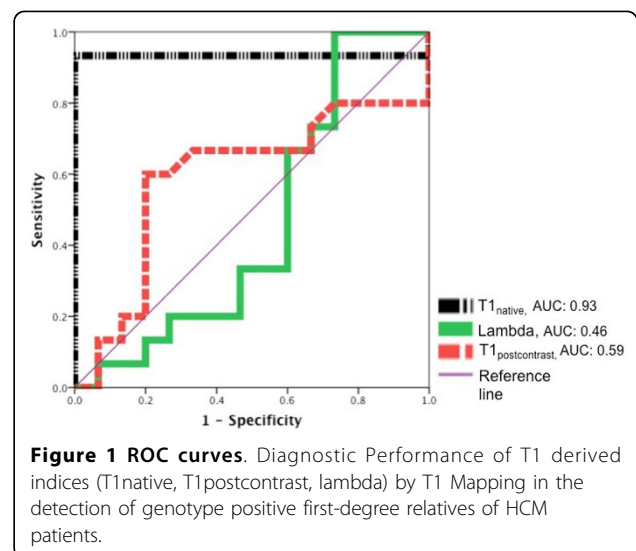 1.0
0.8
0.6
0.4
0.2
0.0
Sensitivity
0.0 0.2 0.4 0.6 0.8 1.0
1 - Specificity
T1native, AUC: 0.93
Lambda, AUC: 0.46
T1postcontrast, AUC: 0.59
Reference
line
Figure 1 ROC curves. Diagnostic Performance of T1 derived
indices (T1native, T1postcontrast, lambda) by T1 Mapping in the
detection of genotype positive first-degree relatives of HCM
patients.